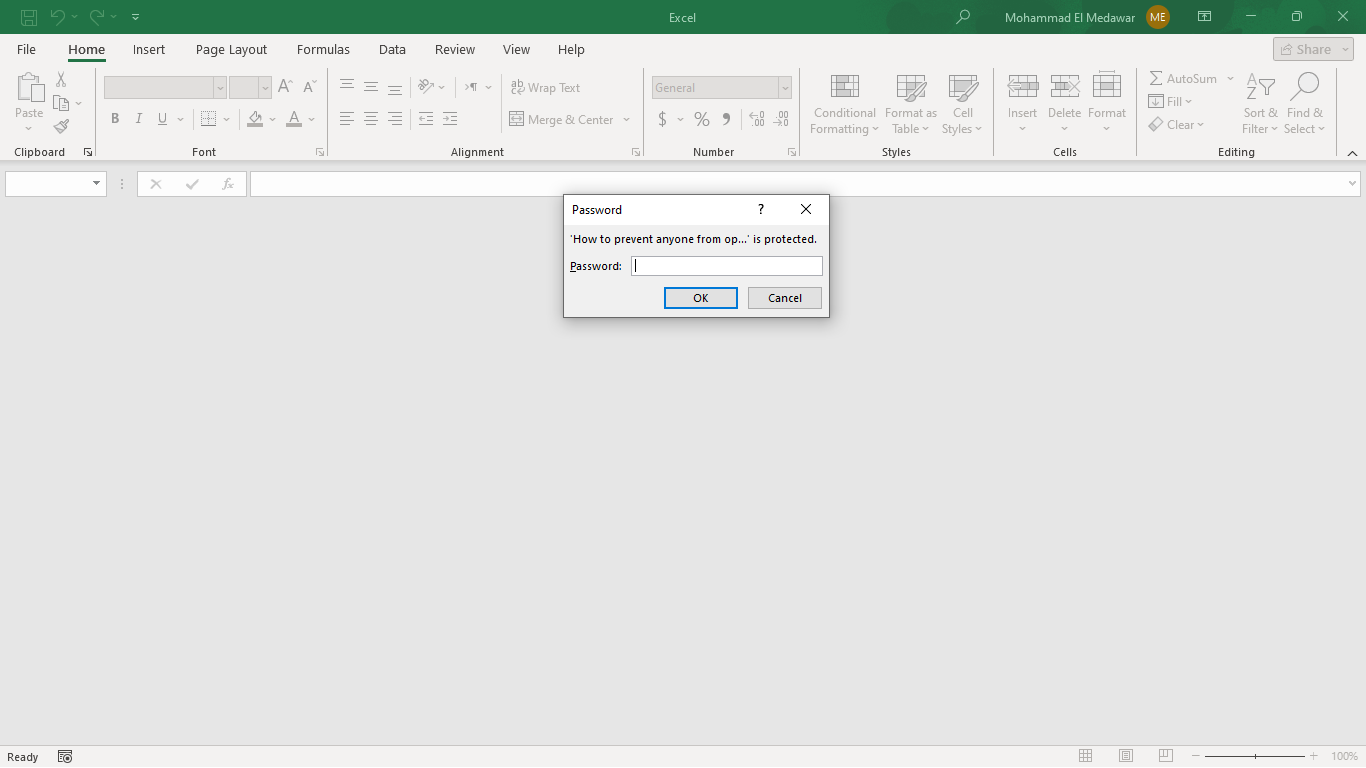 Excel
Mohammad El Medawar ME
File Home Insert Page Layout Formulas Data Review View Help Share
Paste
Clipboard
A A
B I U A
Font
ab Wrap Text
Merge & Center
Alignment
General
$ % ,
Number
Conditional Formatting
Format as Table
Cell Styles
Styles
Insert Delete Format
Cells
AutoSum
Fill
Clear
Sort & Filter
Find & Select
Editing
fx
Password ?
'How to prevent anyone from op...' is protected.
Password:
OK Cancel
Ready
100%